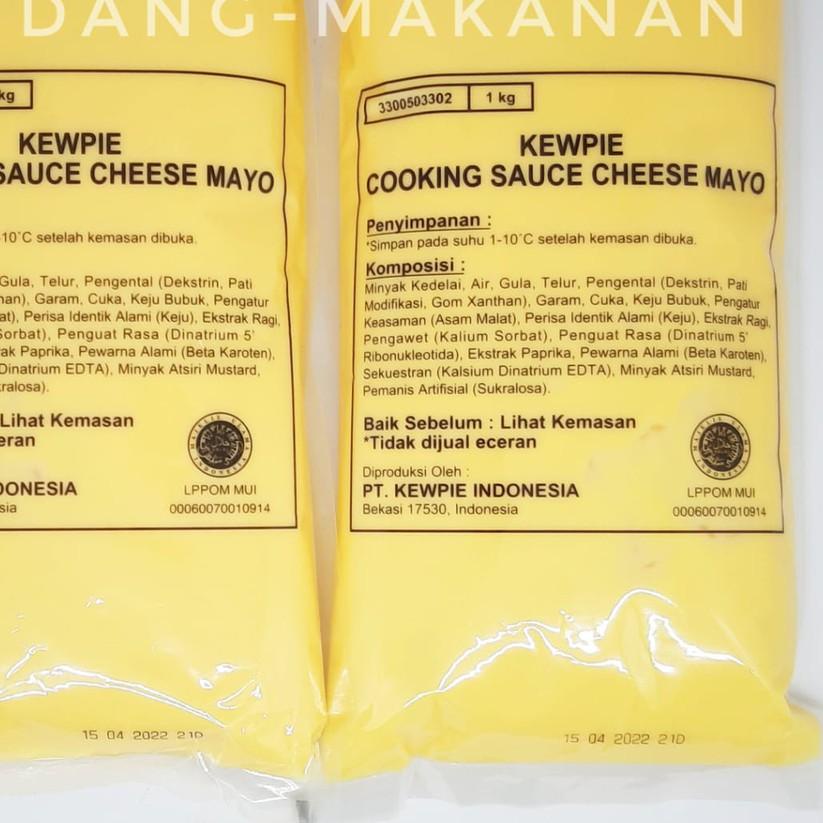 DANG-MAKANAN
kg
KEWPIE
SAUCE CHEESE MAYO
-10°C setelah kemasan dibuka.
Gula, Telur, Pengental (Dekstrin, Pati
han), Garam, Cuka, Keju Bubuk, Pengatur
at), Perisa Identik Alami (Keju), Ekstrak Ragi,
Sorbat), Penguat Rasa (Dinatrium 5'
rak Paprika, Pewarna Alami (Beta Karoten),
Dinatrium EDTA), Minyak Atsiri Mustard,
kralosa).
Lihat Kemasan
eran
DONESIA
sia
LPPOM MUI
00060070010914
15 04 2022 21D
3300503302 1 kg
KEWPIE
COOKING SAUCE CHEESE MAYO
Penyimpanan :
*Simpan pada suhu 1-10°C setelah kemasan dibuka.
Komposisi :
Minyak Kedelai, Air, Gula, Telur, Pengental (Dekstrin, Pati
Modifikasi, Gom Xanthan), Garam, Cuka, Keju Bubuk, Pengatur
Keasaman (Asam Malat), Perisa Identik Alami (Keju), Ekstrak Ragi,
Pengawet (Kalium Sorbat), Penguat Rasa (Dinatrium 5'
Ribonukleotida), Ekstrak Paprika, Pewarna Alami (Beta Karoten),
Sekuestran (Kalsium Dinatrium EDTA), Minyak Atsiri Mustard,
Pemanis Artifisial (Sukralosa).
Baik Sebelum : Lihat Kemasan
*Tidak dijual eceran
Diproduksi Oleh :
PT. KEWPIE INDONESIA
Bekasi 17530, Indonesia
MAJELIS ULAMA INDONESIA
LPPOM MUI
00060070010914
15 04 2022 21D